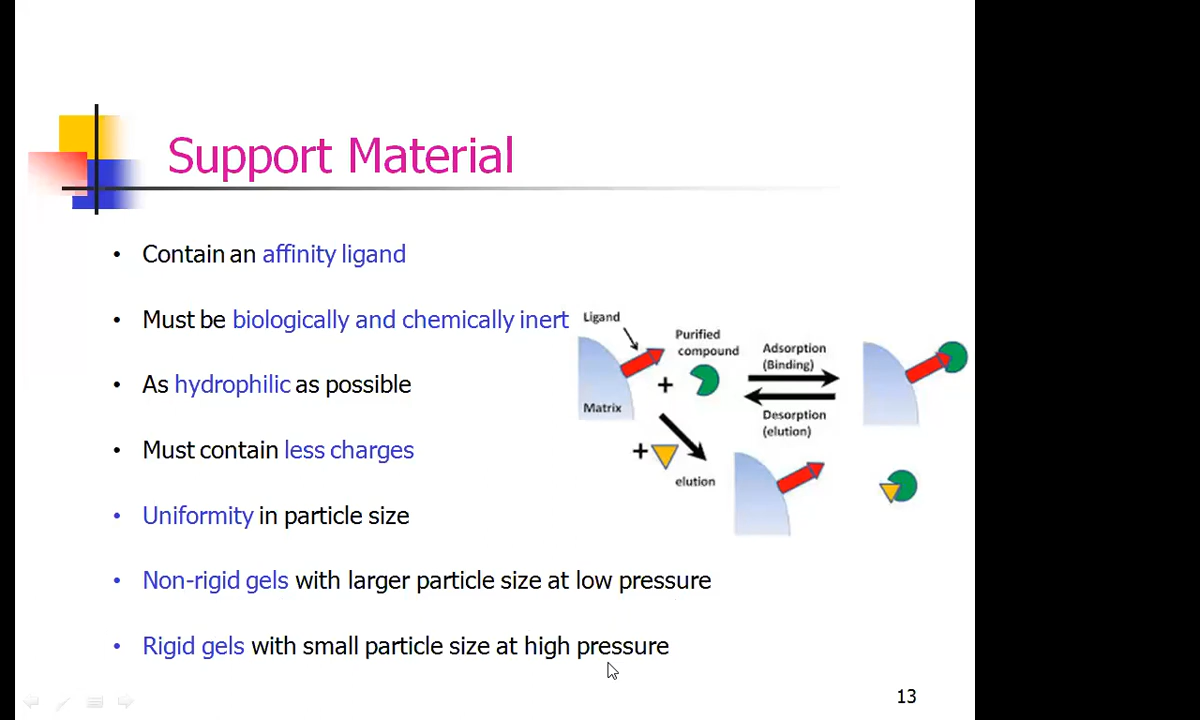 Support Material
• Contain an affinity ligand
• Must be biologically and chemically inert
• As hydrophilic as possible
• Must contain less charges
• Uniformity in particle size
• Non-rigid gels with larger particle size at low pressure
• Rigid gels with small particle size at high pressure
Ligand
Purified
compound
+
Matrix
Adsorption
(Binding)
Desorption
(elution)
+
elution
13